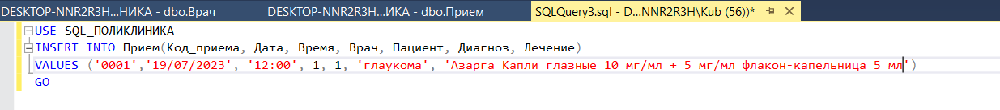 DESKTOP-NNR2R3H...НИКА - dbo.Врач DESKTOP-NNR2R3H...ИКА - dbo.Прием SQLQuery3.sql - D...NNR2R3H\Kub (56))*
USE SQL_ПОЛИКЛИНИКА
INSERT INTO Прием(Код_приема, Дата, Время, Врач, Пациент, Диагноз, Лечение)
VALUES ('0001','19/07/2023', '12:00', 1, 1, 'глаукома', 'Азарга Капли глазные 10 мг/мл + 5 мг/мл флакон-капельница 5 мл')
GO